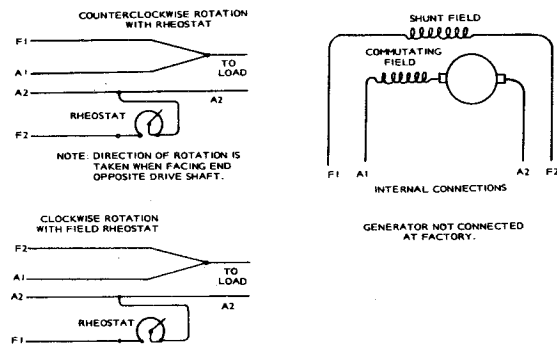 COUNTERCLOCKWISE ROTATION
WITH RHEOSTAT
F1
A1
TO
LOAD
A2
A2
RHEOSTAT
F2
NOTE: DIRECTION OF ROTATION IS
TAKEN WHEN FACING END
OPPOSITE DRIVE SHAFT.
CLOCKWISE ROTATION
WITH FIELD RHEOSTAT
F2
A1
TO
LOAD
A2
A2
RHEOSTAT
F1
SHUNT FIELD
COMMUTATING
FIELD
F1 A1 A2 F2
INTERNAL CONNECTIONS
GENERATOR NOT CONNECTED
AT FACTORY.